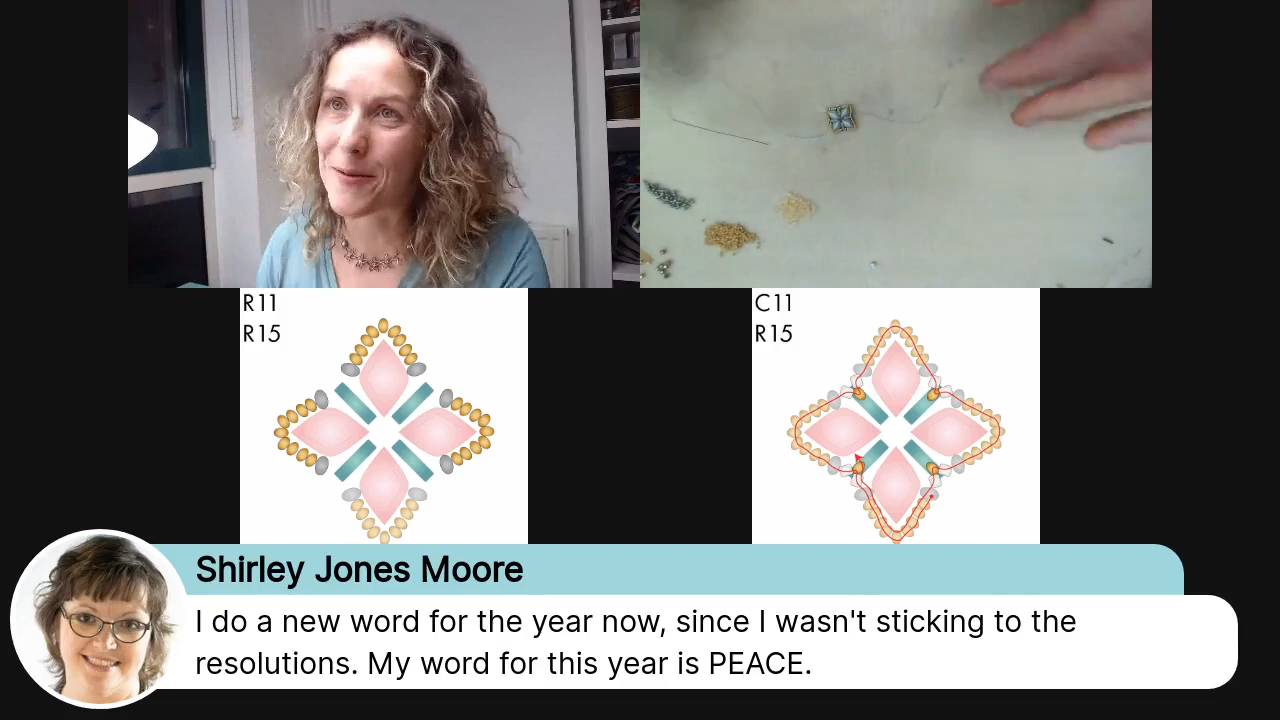 R11
R15
C11
R15
Shirley Jones Moore
I do a new word for the year now, since I wasn't sticking to the
resolutions. My word for this year is PEACE.